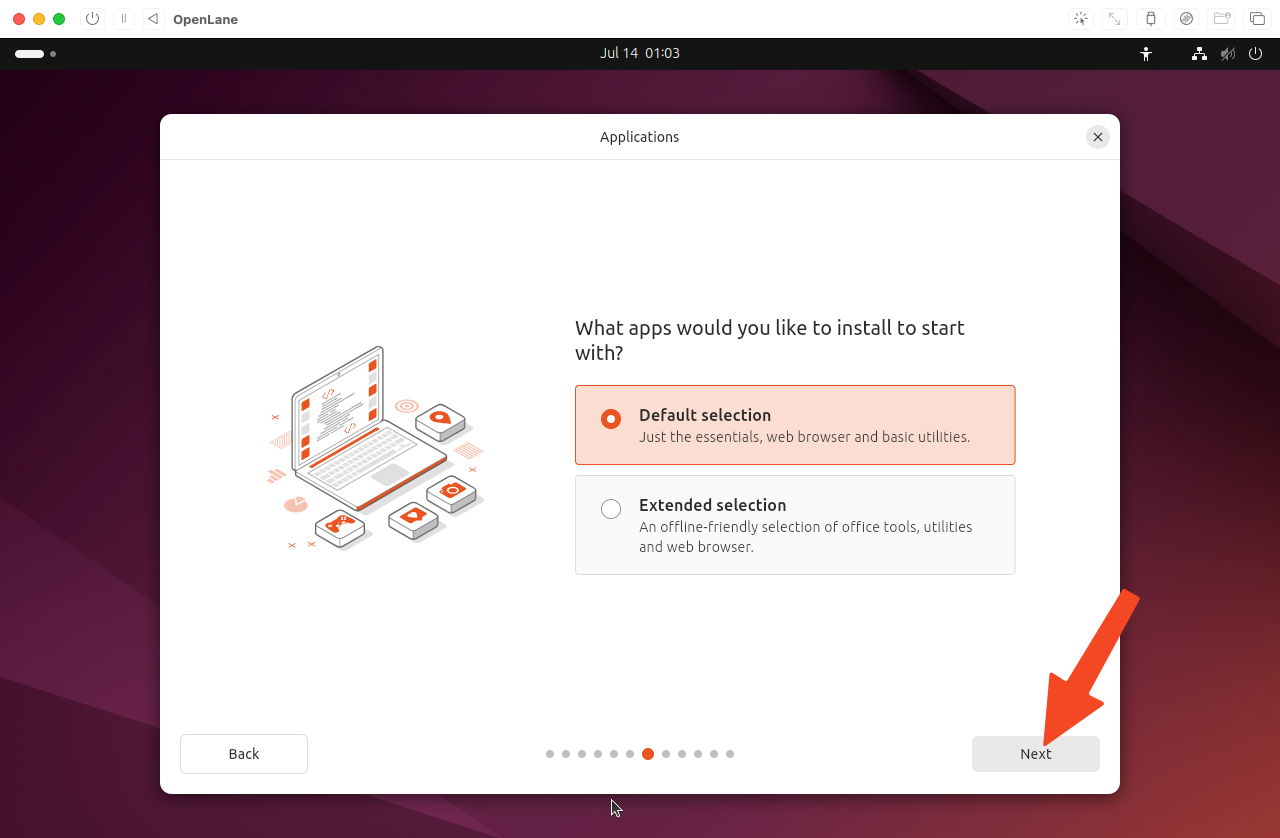 OpenLane
Jul 14 01:03
Applications
What apps would you like to install to start
with?
Default selection
Just the essentials, web browser and basic utilities.
Extended selection
An offline-friendly selection of office tools, utilities
and web browser.
Back
Next